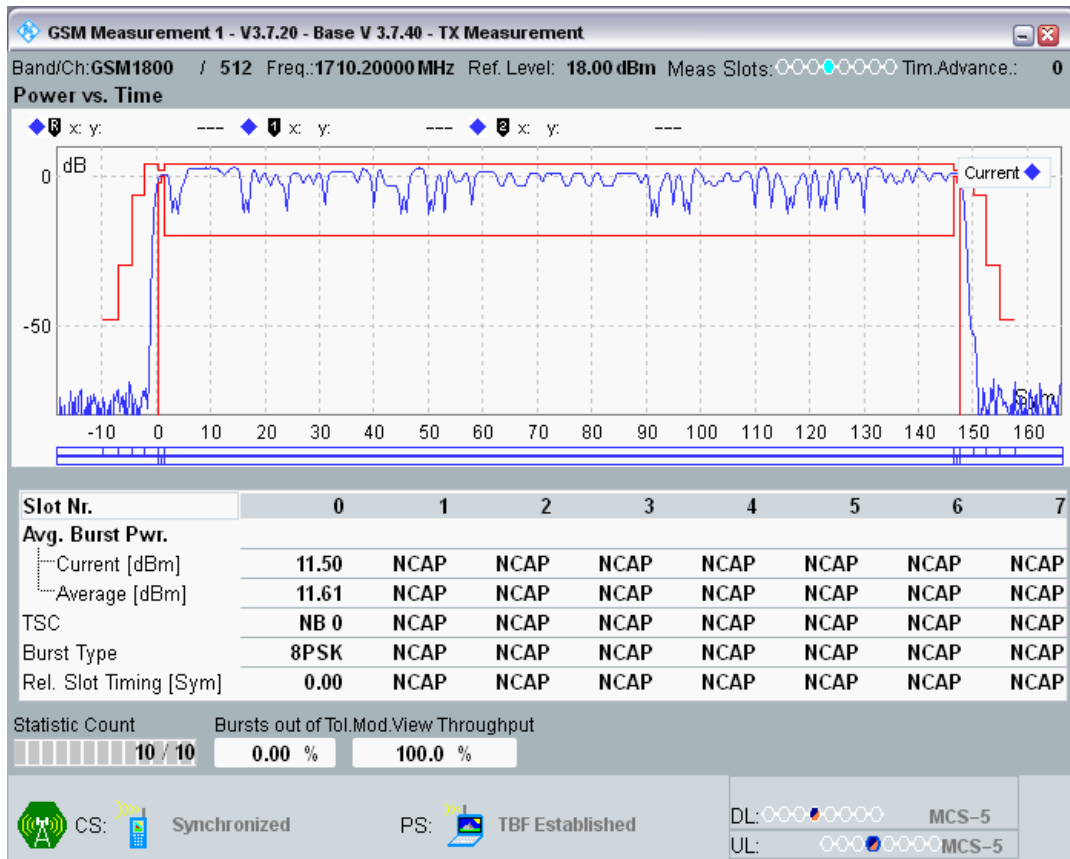 GSM Measurement 1 - V3.7.20 - Base V 3.7.40 - TX Measurement
Band/Ch:GSM1800 / 512 Freq.:1710.20000 MHz Ref. Level: 18.00 dBm Meas Slots: Tim.Advance.: 0
Power vs. Time
R x: y: --- 1 x: y: --- 2 x: y: ---
dB
Current
0
-50
Sym
-10 0 10 20 30 40 50 60 70 80 90 100 110 120 130 140 150 160
Slot Nr. 0 1 2 3 4 5 6 7
Avg. Burst Pwr.
Current [dBm] 11.50 NCAP NCAP NCAP NCAP NCAP NCAP NCAP
Average [dBm] 11.61 NCAP NCAP NCAP NCAP NCAP NCAP NCAP
TSC NB 0 NCAP NCAP NCAP NCAP NCAP NCAP NCAP
Burst Type 8PSK NCAP NCAP NCAP NCAP NCAP NCAP NCAP
Rel. Slot Timing [Sym] 0.00 NCAP NCAP NCAP NCAP NCAP NCAP NCAP
Statistic Count Bursts out of Tol. Mod.View Throughput
10 / 10 0.00 % 100.0 %
CS: Synchronized PS: TBF Established DL: MCS-5
UL: MCS-5